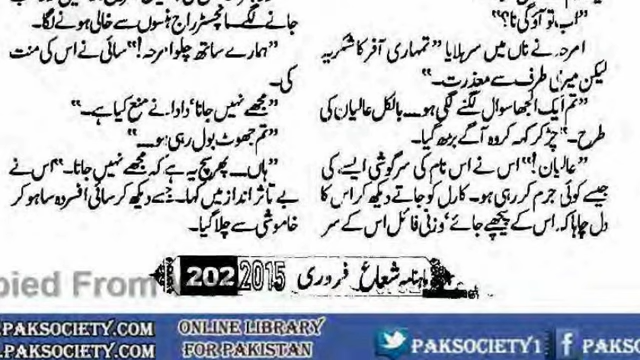 "اب، تو آؤ گی نا؟"
امرحہ نے ناں میں سر ہلایا "تمہاری آفر کا شکریہ
لیکن میری طرف سے معذرت۔"
"تم ایک الجھا سوال لگنے لگی ہو۔۔۔ بالکل عالیان کی
طرح۔" چڑ کر کہہ کر وہ آگے بڑھ گیا۔
"عالیان!" اس نے اس نام کی سرگوشی ایسے کی
جیسے کوئی جرم کر رہی ہو۔ کارل کو جاتے دیکھ کر اس کا
دل چاہا کہ اس کے پیچھے جائے، وزنی فائل اس کے سر
جانے لگے۔ مانچسٹر راج ہنسوں سے خالی ہونے لگا۔
"ہمارے ساتھ چلو امرحہ!" سائی نے اس کی منت
کی۔
"مجھے نہیں جانا، دادا نے منع کیا ہے۔"
"تم جھوٹ بول رہی ہو۔۔۔"
"ہاں۔۔۔ پھر سچ یہ ہے کہ مجھے نہیں جانا۔" اس نے
بے تاثر انداز میں کہا۔ جسے دیکھ کر سائی افسردہ سا ہو کر
خاموشی سے چلا گیا۔
ماہنامہ شعاع فروری 2015 202
pied From
PAKSOCIETY.COM ONLINE LIBRARY PAKSOCIETY1 PAKSOCIETY
PAKSOCIETY.COM FOR PAKISTAN